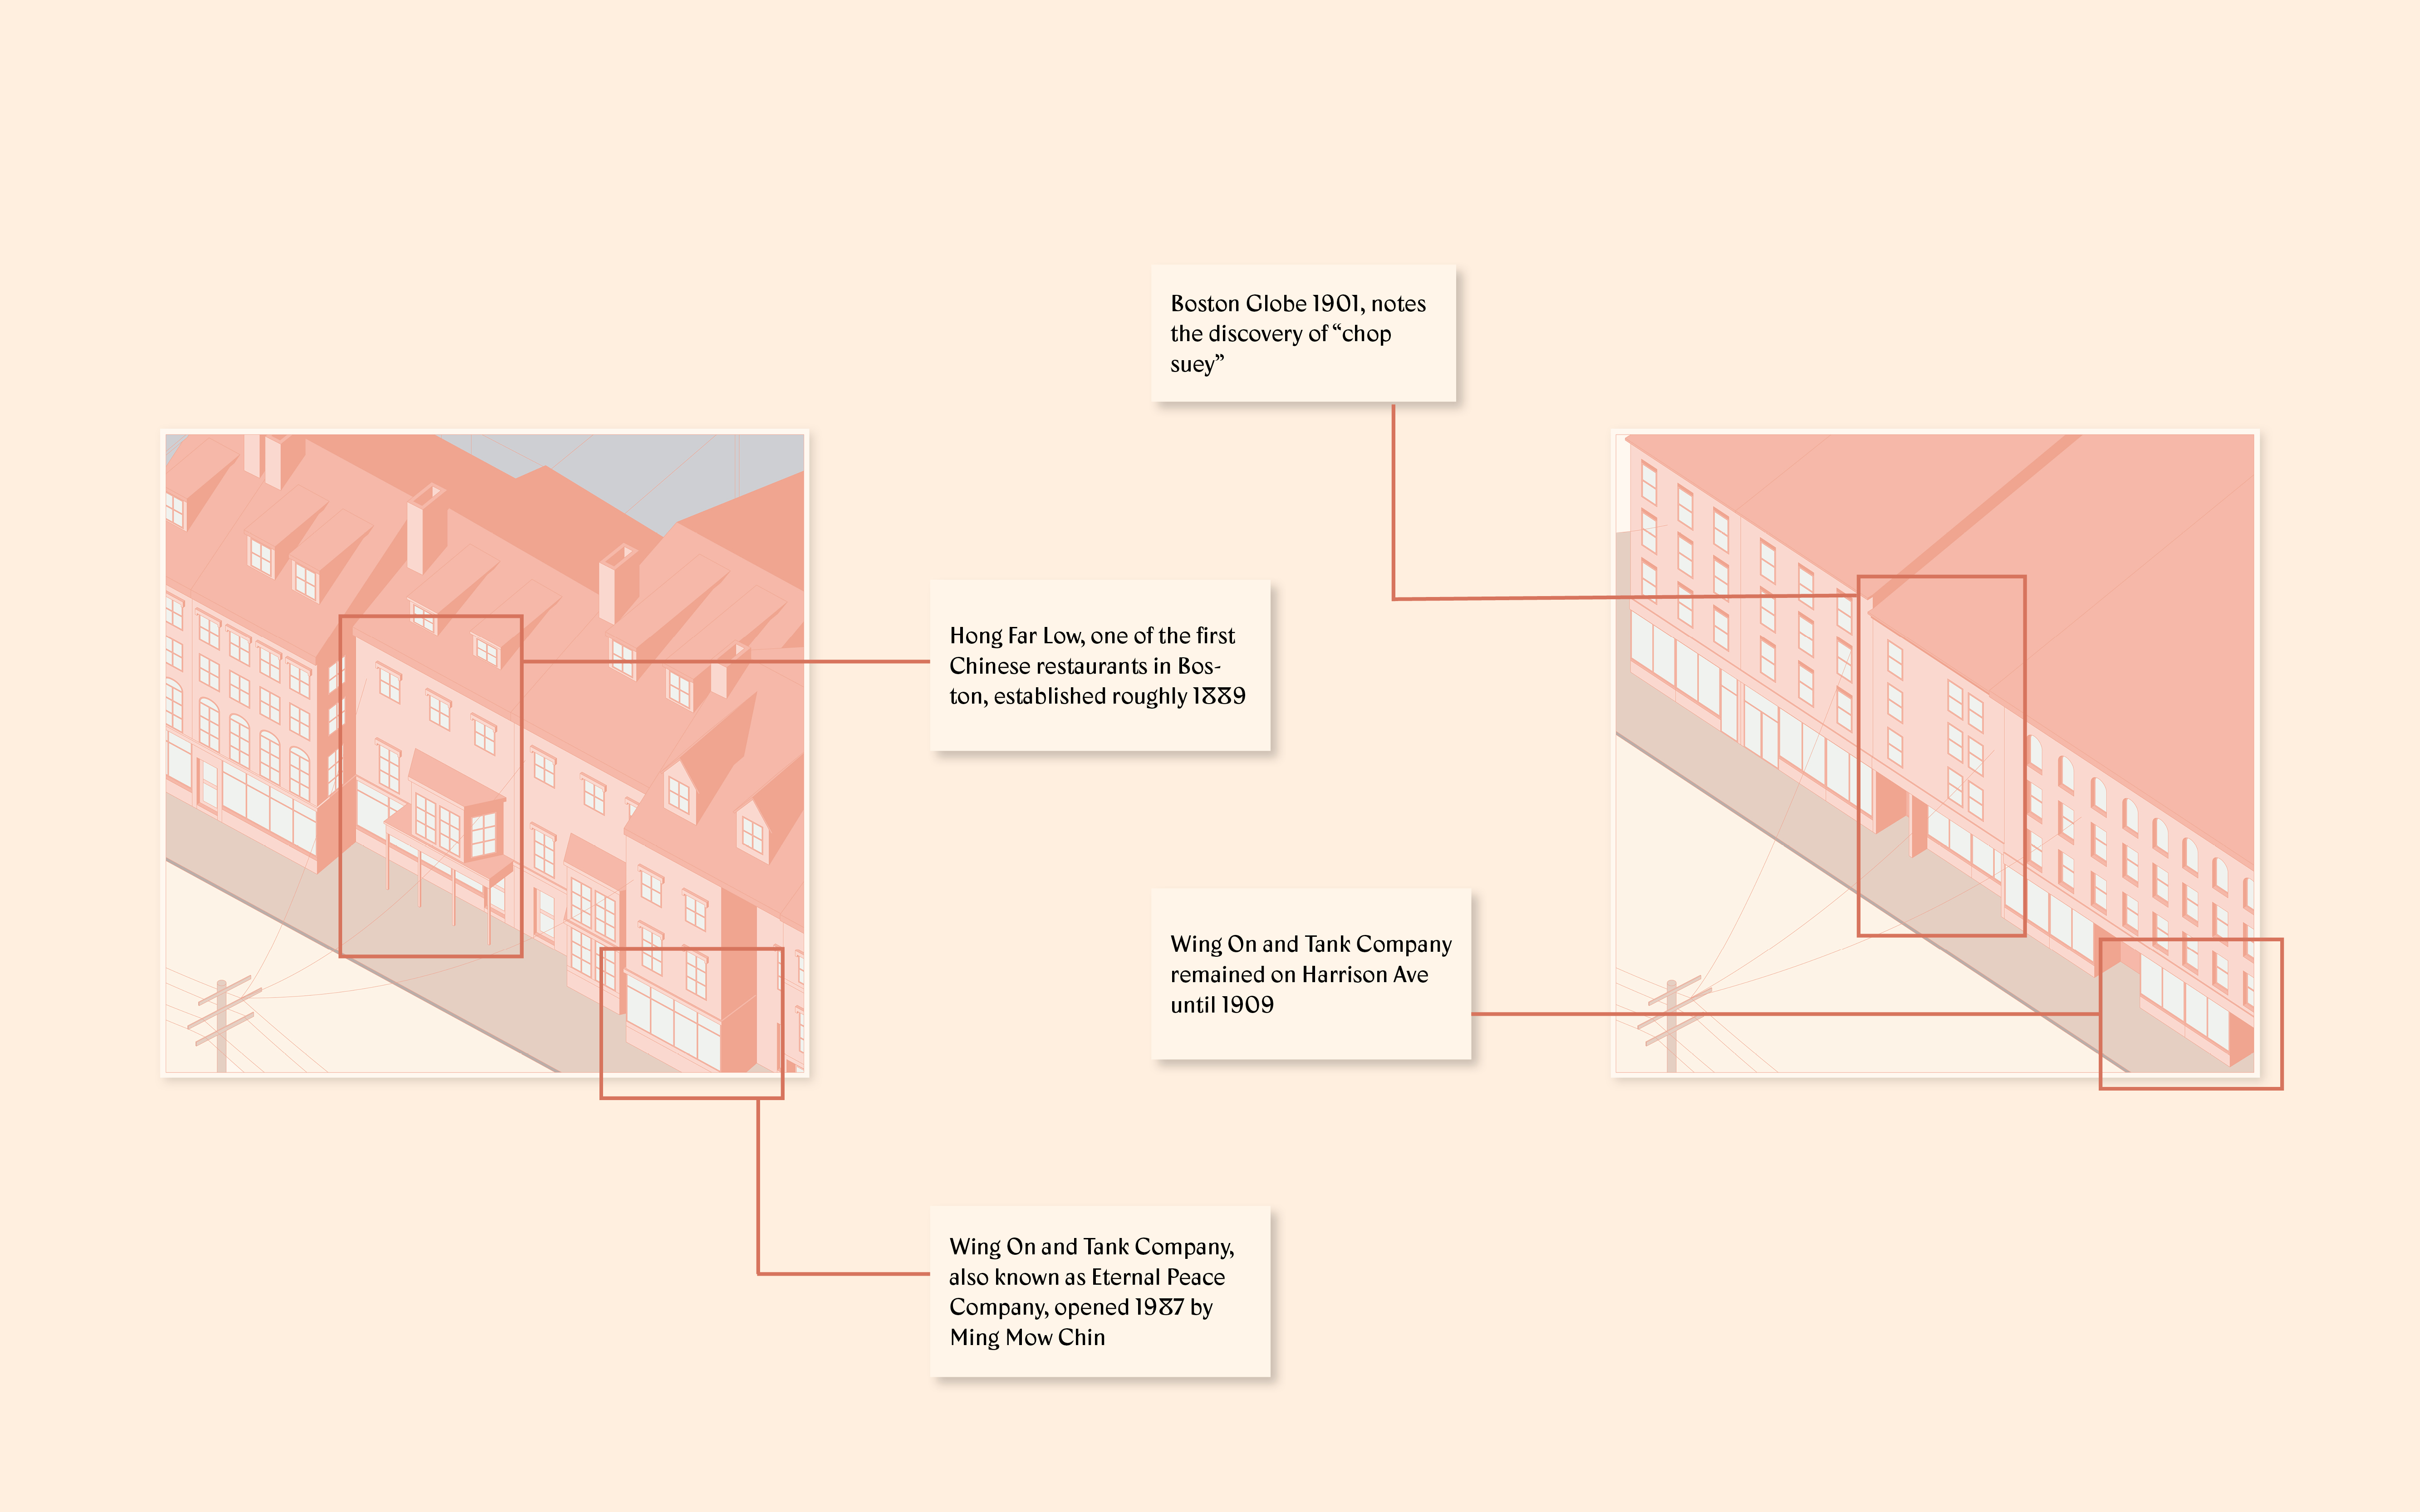 Boston Globe 1901, notes
the discovery of “chop
suey”
Hong Far Low, one of the first
Chinese restaurants in Bos-
ton, established roughly 1889
Wing On and Tank Company
remained on Harrison Ave
until 1909
Wing On and Tank Company,
also known as Eternal Peace
Company, opened 1987 by
Ming Mow Chin